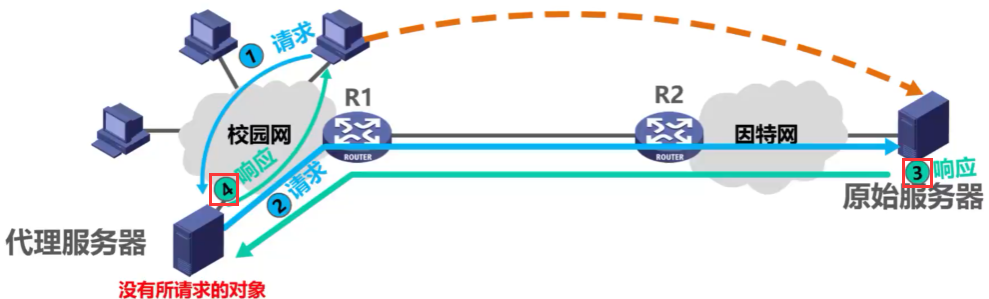 1 请求
R1
R2
校园网
因特网
ROUTER
ROUTER
4 响应
2 请求
3 响应
原始服务器
代理服务器
没有所请求的对象